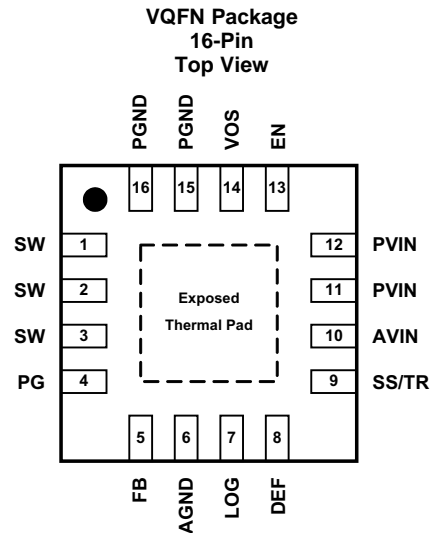 VQFN Package
16-Pin
Top View
PGND
PGND
VOS
EN
16
15
14
13
SW
1
12
PVIN
SW
2
11
PVIN
Exposed
Thermal Pad
SW
3
10
AVIN
PG
4
9
SS/TR
5
6
7
8
FB
AGND
LOG
DEF